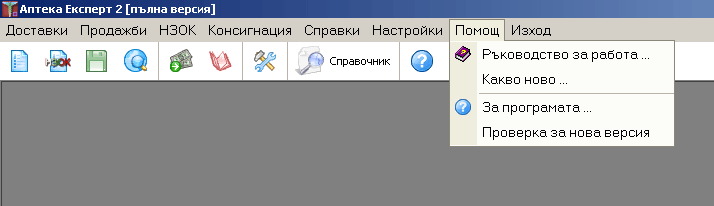 Аптека Експерт 2 [пълна версия]
Доставки Продажби НЗОК Консигнация Справки Настройки Помощ Изход
НЗОК Справочник ?
Ръководство за работа ...
Какво ново ...
? За програмата ...
Проверка за нова версия